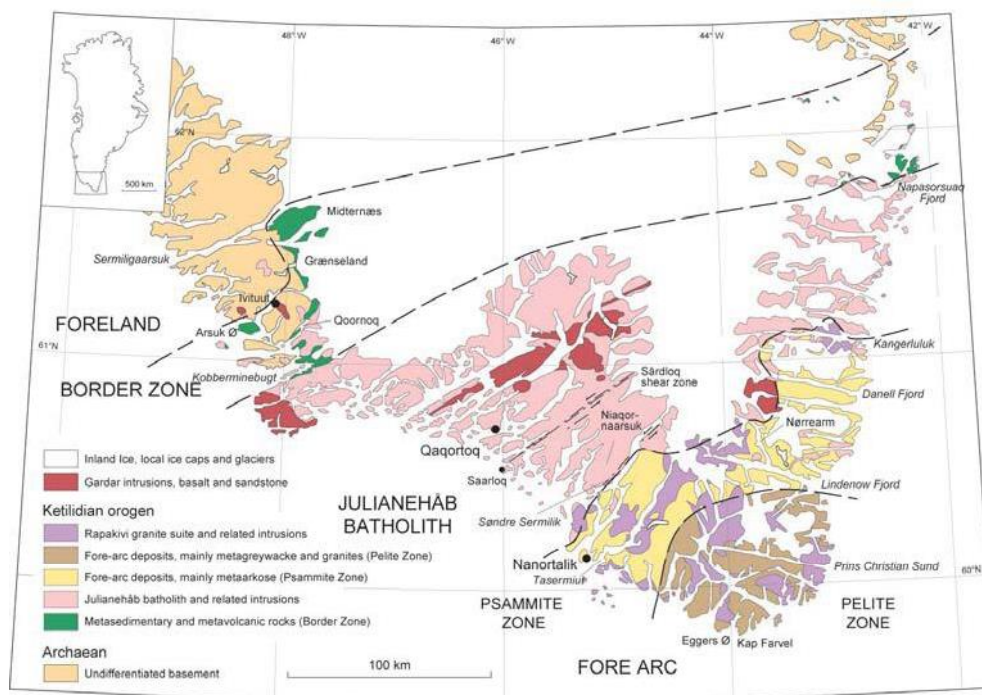 48°W
46°W
44°W
42°W
62°N
500 km
Midternæs
Napasorsuaq
Fjord
Sermiligaarsuk
Grænseland
Ivituut
FORELAND
Arsuk Ø
Qoornoq
61°N
Kangerluluk
Kobberminebugt
BORDER ZONE
Sârdloq
shear zone
Danell Fjord
Niaqor-
naarsuk
Nørrearm
Qaqortoq
Saarloq
Lindenow Fjord
JULIANEHÅB
BATHOLITH
Søndre Sermilik
Nanortalik
Tasermiut
Prins Christian Sund
60°N
PSAMMITE
ZONE
PELITE
ZONE
Eggers Ø
Kap Farvel
FORE ARC
100 km
Inland Ice, local ice caps and glaciers
Gardar intrusions, basalt and sandstone
Ketilidian orogen
Rapakivi granite suite and related intrusions
Fore-arc deposits, mainly metagreywacke and granites (Pelite Zone)
Fore-arc deposits, mainly metaarkose (Psammite Zone)
Julianehåb batholith and related intrusions
Metasedimentary and metavolcanic rocks (Border Zone)
Archaean
Undifferentiated basement